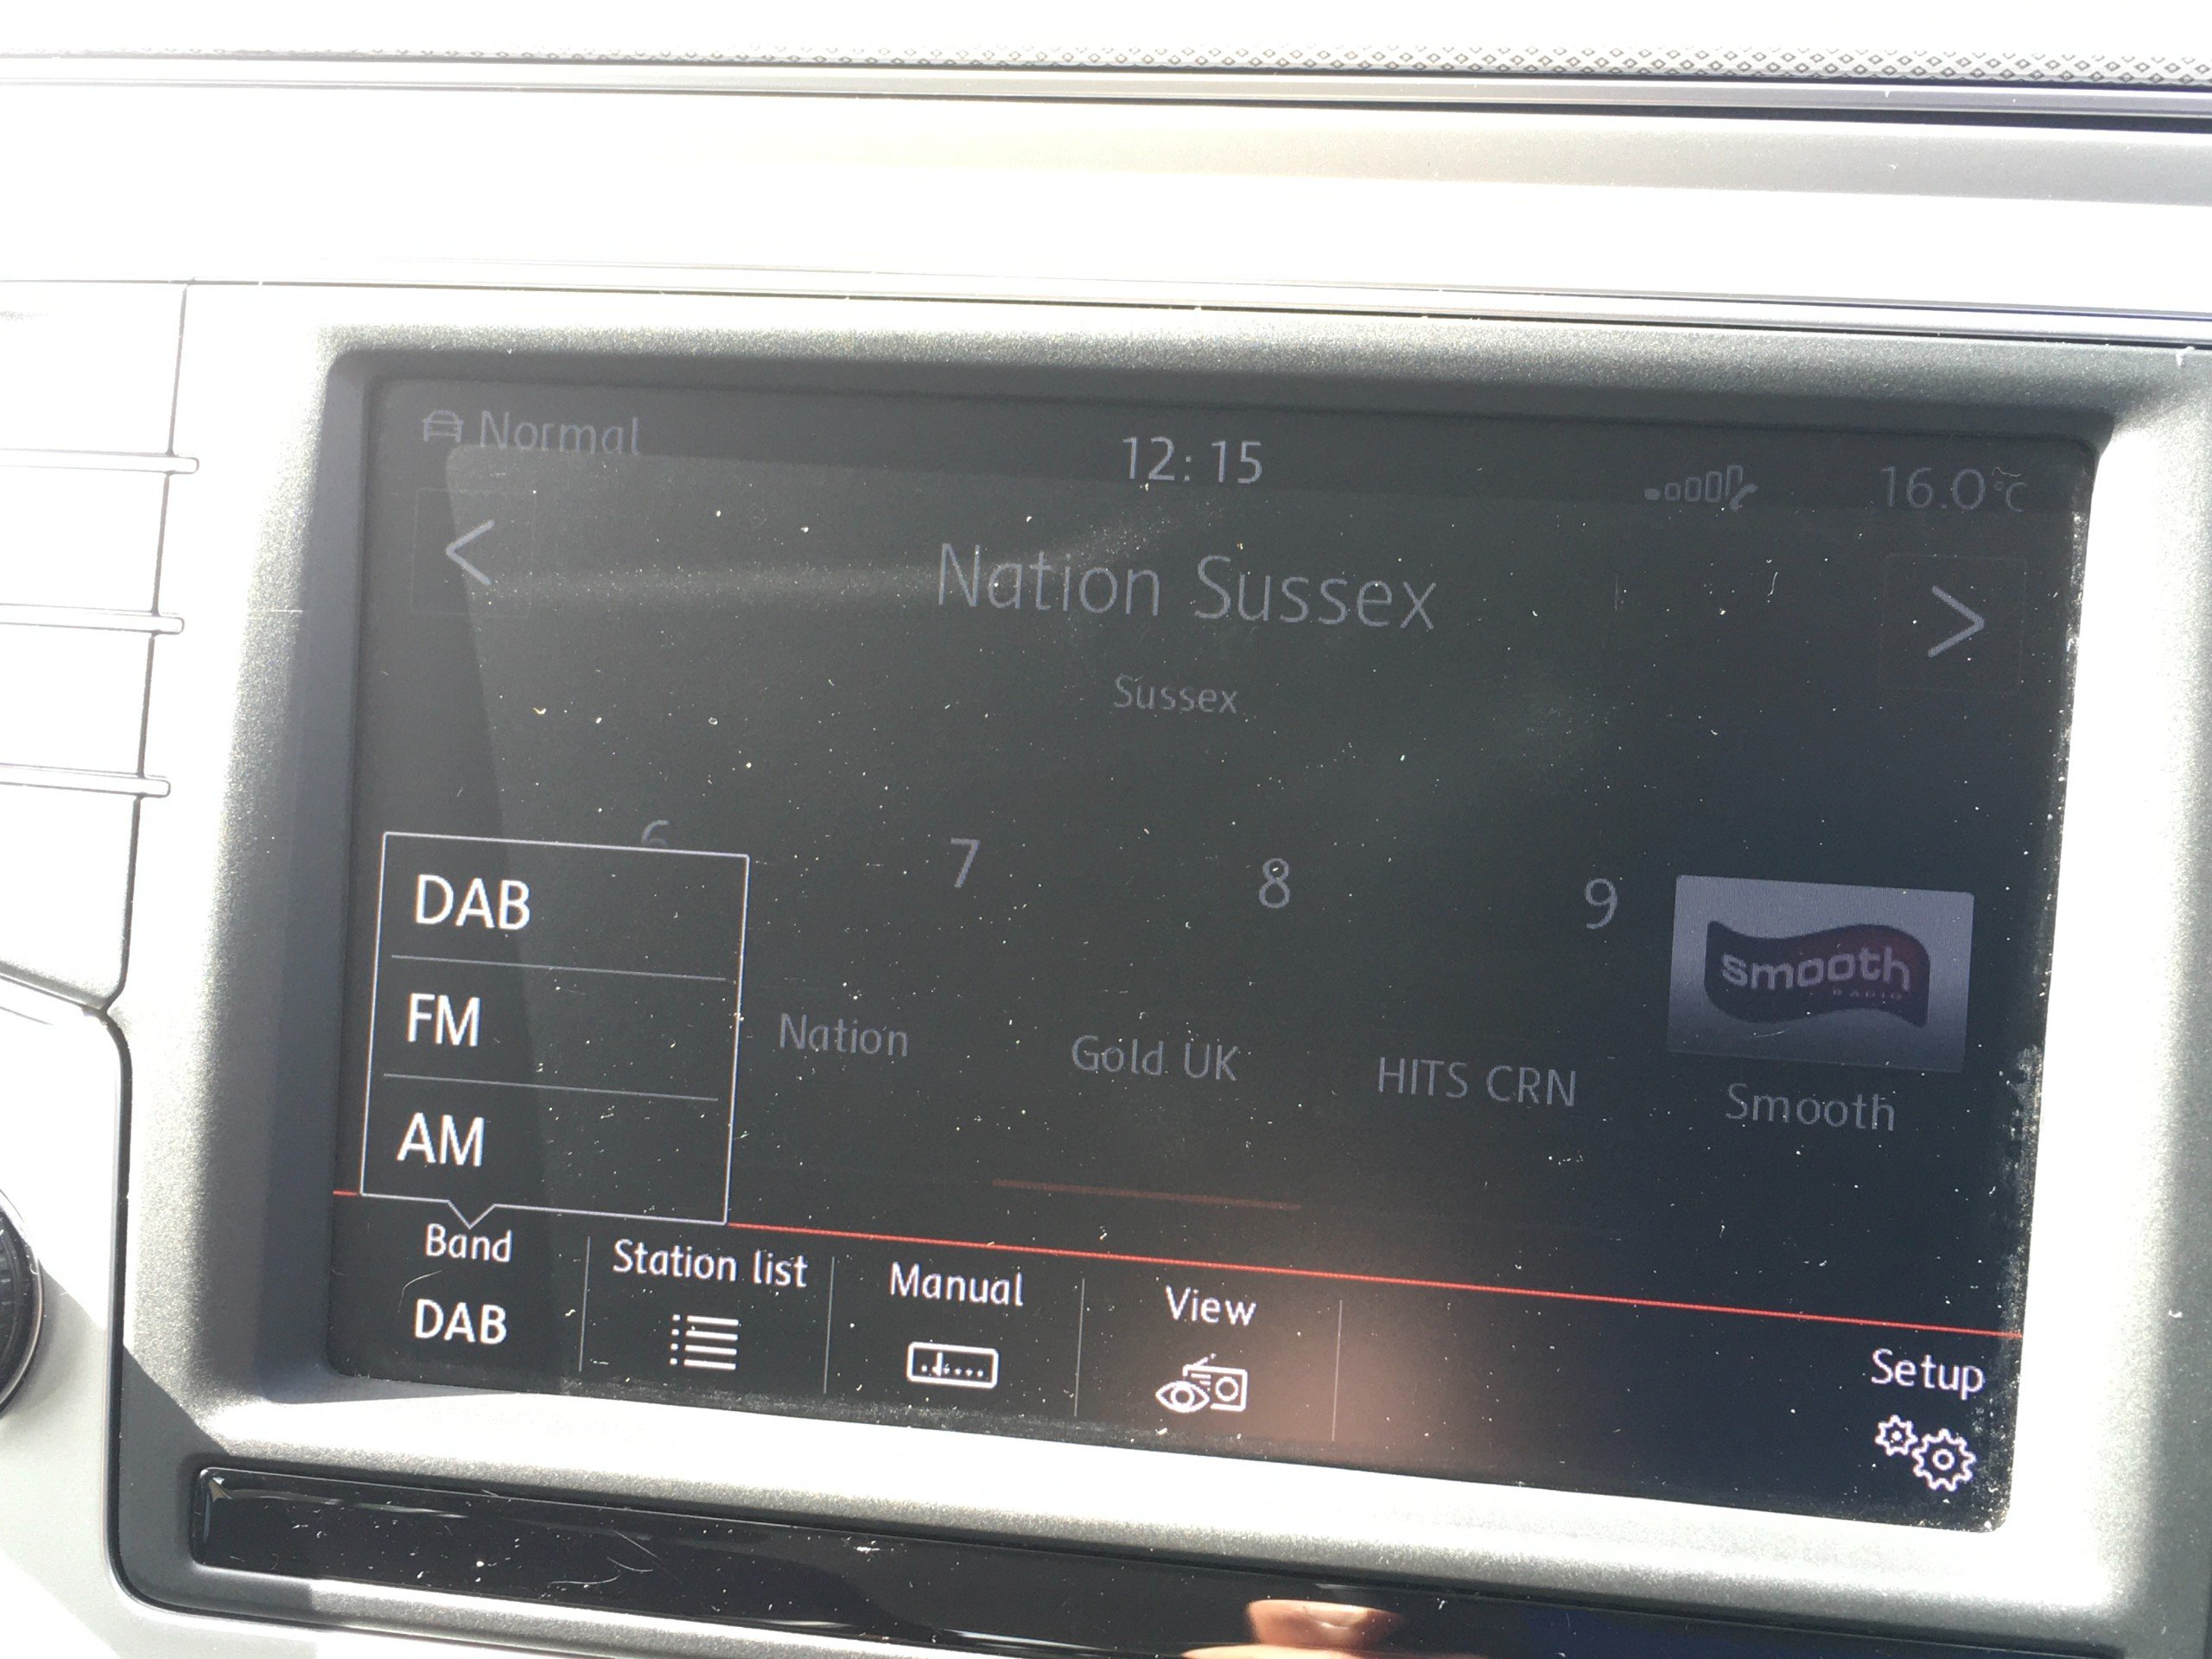 Normal 12:15 16.0°C
< Nation Sussex >
Sussex
6 7 8 9
smooth
RADIO
Nation Gold UK HITS CRN Smooth
DAB
FM
AM
Band Station list Manual View Setup
DAB